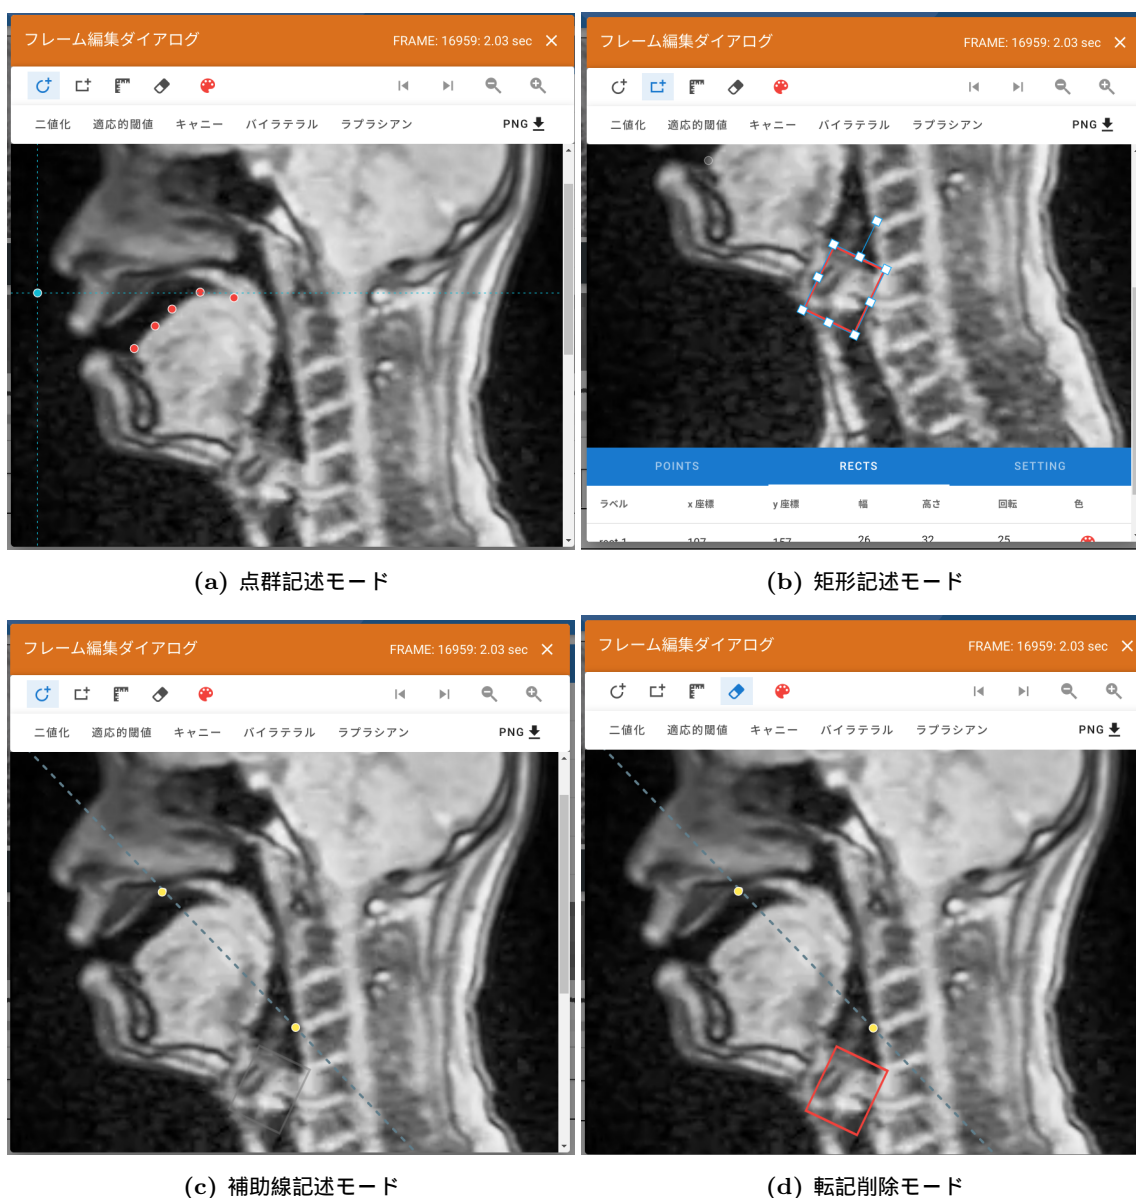 フレーム編集ダイアログ FRAME: 16959: 2.03 sec
二値化 適応的閾値 キャニー バイラテラル ラプラシアン PNG
(a) 点群記述モード
フレーム編集ダイアログ FRAME: 16959: 2.03 sec
二値化 適応的閾値 キャニー バイラテラル ラプラシアン PNG
POINTS RECTS SETTING
ラベル x 座標 y 座標 幅 高さ 回転 色
rect 1 107 157 26 32 25
(b) 矩形記述モード
フレーム編集ダイアログ FRAME: 16959: 2.03 sec
二値化 適応的閾値 キャニー バイラテラル ラプラシアン PNG
(c) 補助線記述モード
フレーム編集ダイアログ FRAME: 16959: 2.03 sec
二値化 適応的閾値 キャニー バイラテラル ラプラシアン PNG
(d) 転記削除モード